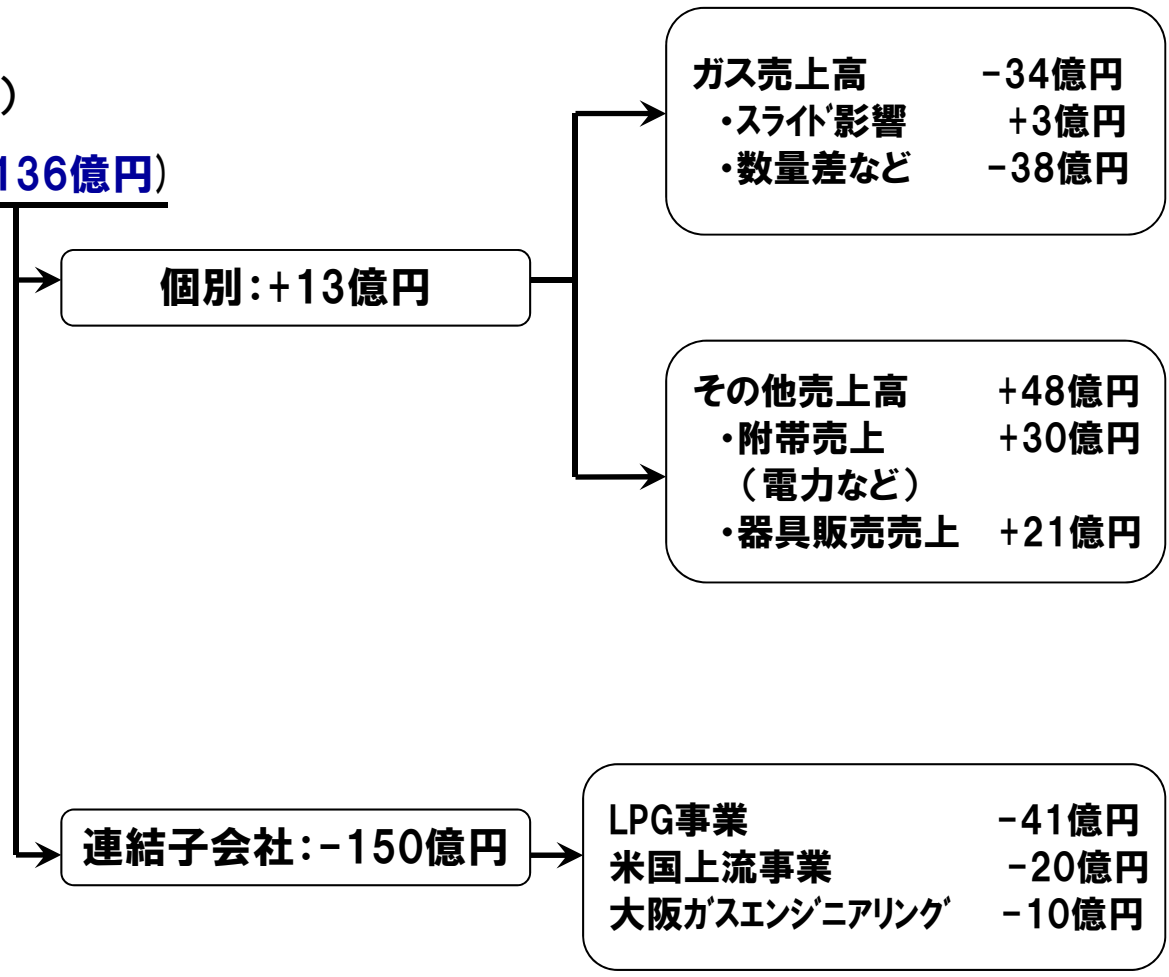 )
136億円)
ガス売上高 -34億円
・スライド影響 +3億円
・数量差など -38億円
個別:+13億円
その他売上高 +48億円
・附帯売上 +30億円
(電力など)
・器具販売売上 +21億円
連結子会社:-150億円
LPG事業 -41億円
米国上流事業 -20億円
大阪ガスエンジニアリング -10億円